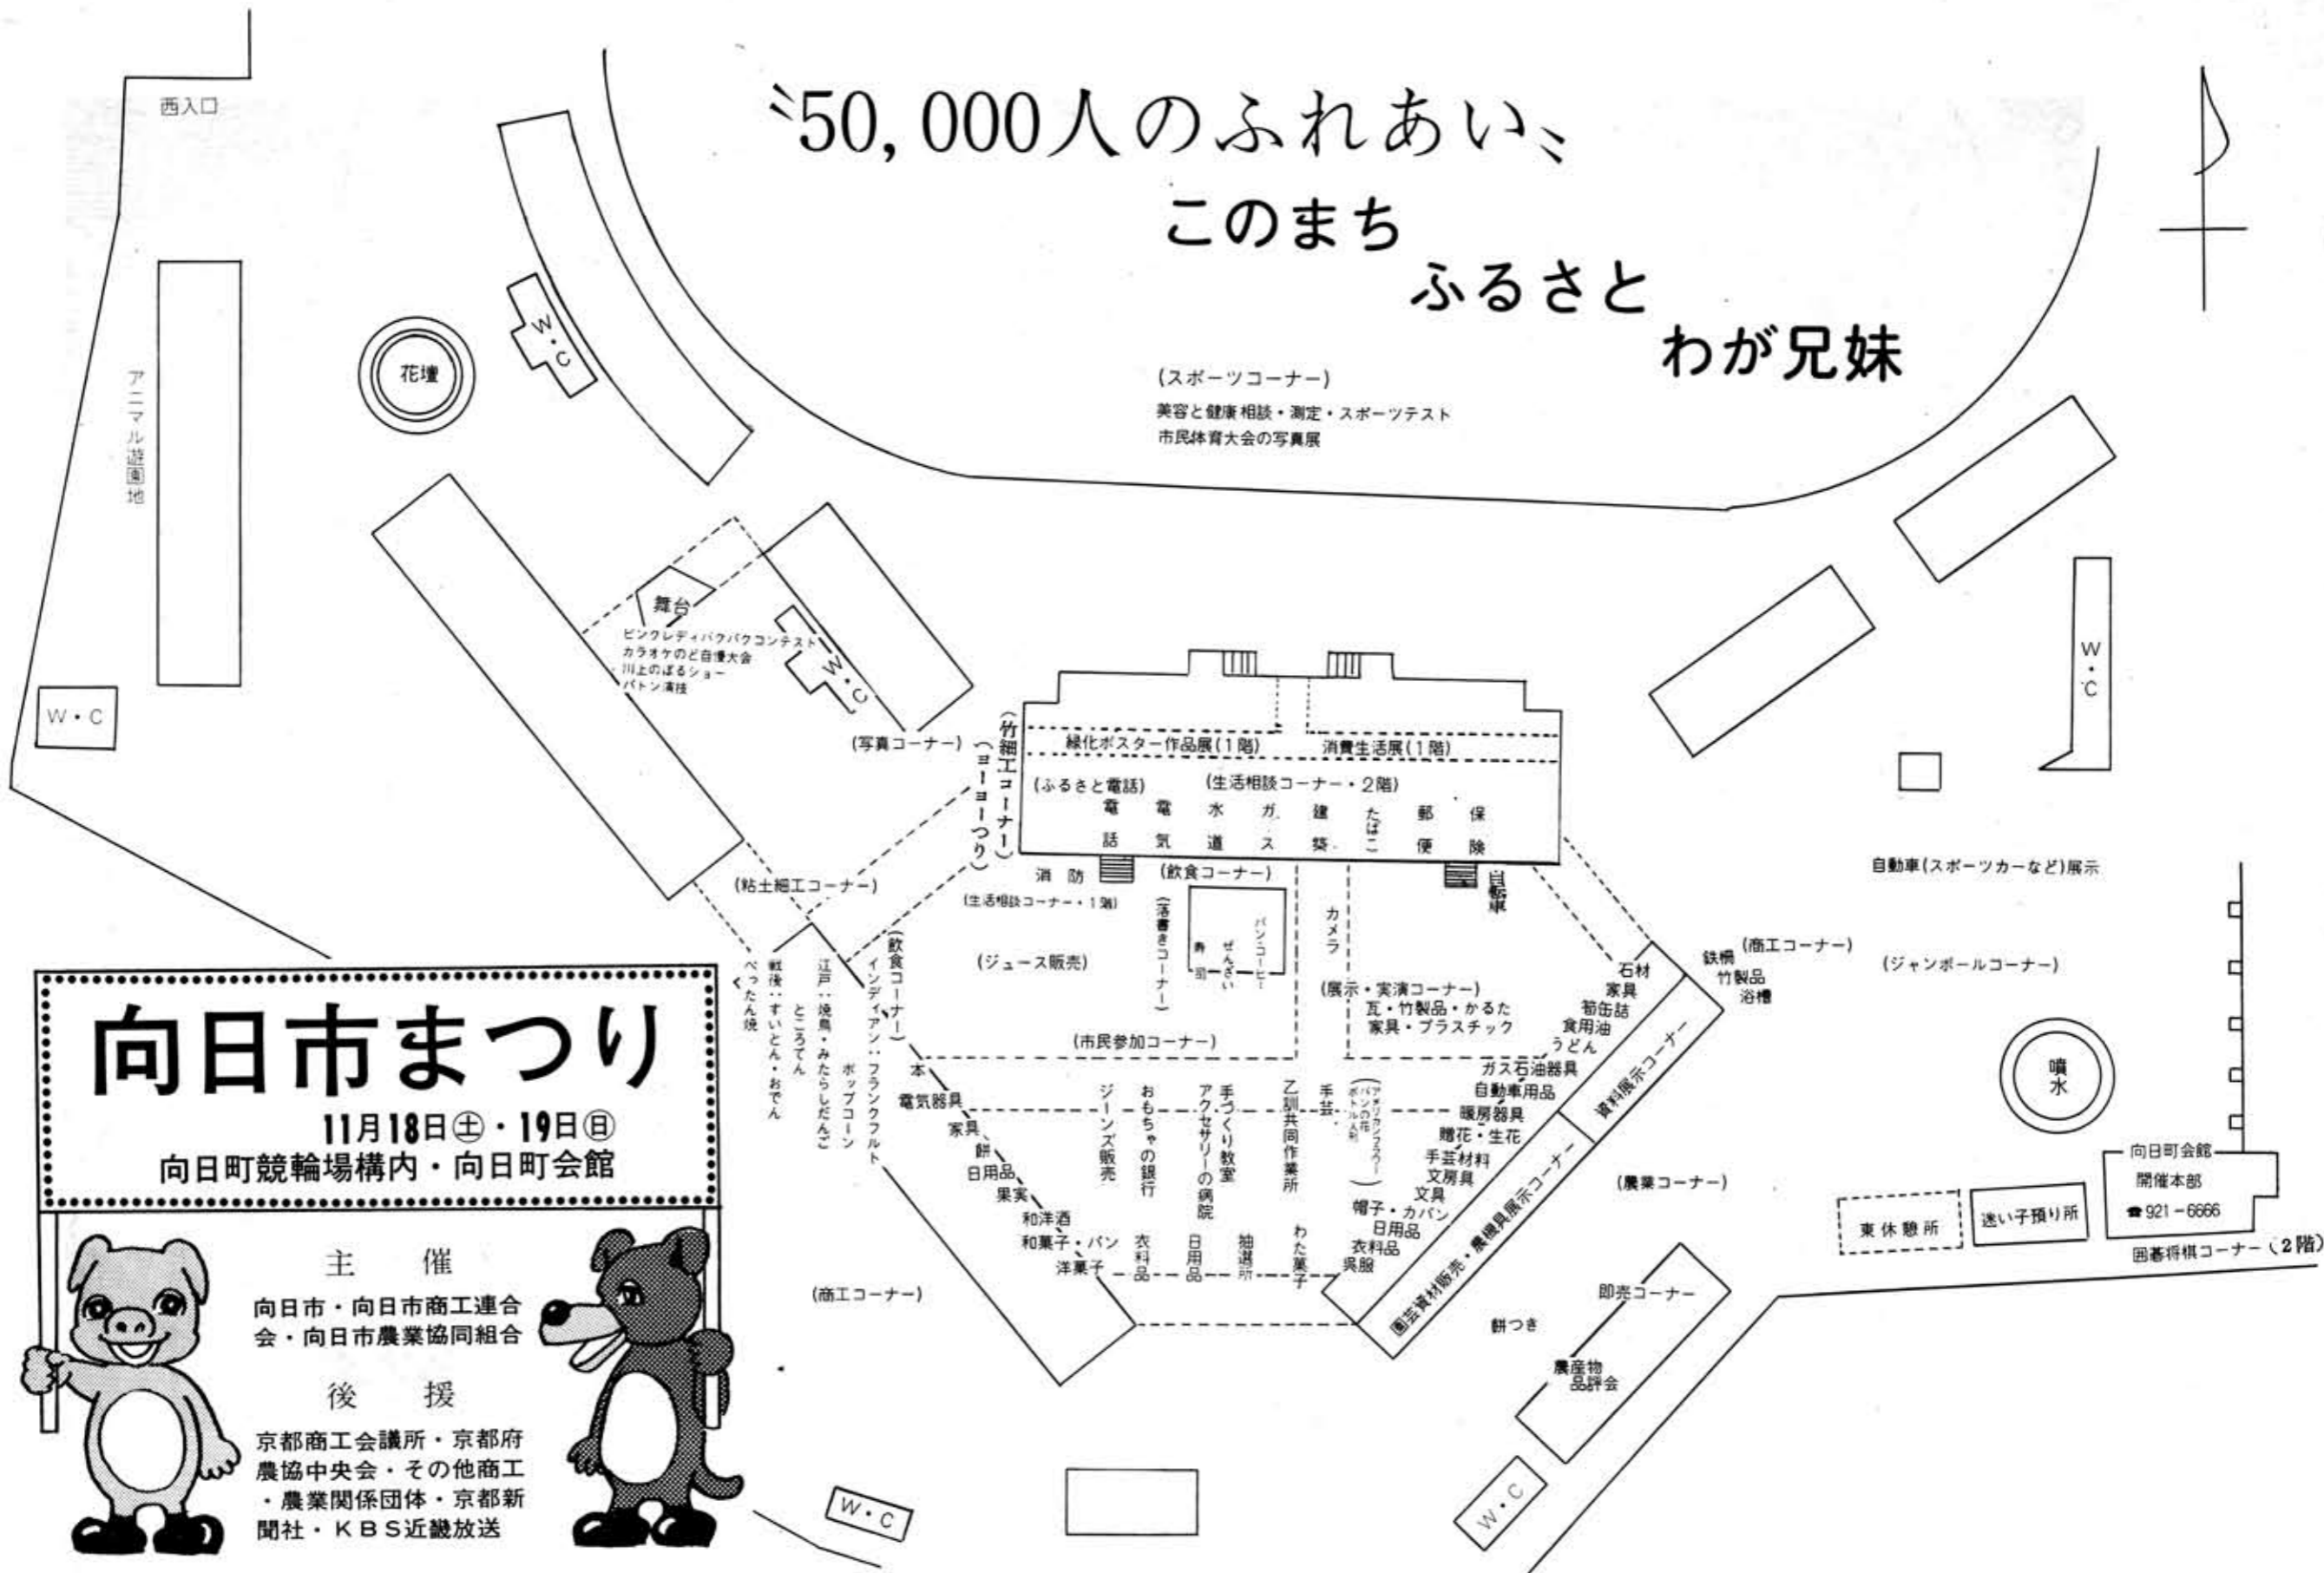 〝50,000人のふれあい〟
このまち
ふるさと
わが兄妹
西入口
アニマル遊園地
花壇
W・C
(スポーツコーナー)
美容と健康相談・測定・スポーツテスト
市民体育大会の写真展
舞台
ピンクレディパクパクコンテスト
カラオケのど自慢大会
川上のぼるショー
バトン演技
W・C
W・C
W・C
(写真コーナー)
(竹細工コーナー)
(ヨーヨーつり)
緑化ポスター作品展(1階)
消費生活展(1階)
(ふるさと電話)
(生活相談コーナー・2階)
電話
電気
水道
ガス
建築
たばこ
郵便
保険
消防
(飲食コーナー)
自転車
(生活相談コーナー・1階)
(粘土細工コーナー)
(落書きコーナー)
寿司
ぜんざい
パン・コーヒー
カメラ
(ジュース販売)
(展示・実演コーナー)
瓦・竹製品・かるた
家具・プラスチック
(市民参加コーナー)
(飲食コーナー)
インディアン：フランクフルト
ポップコーン
江戸：焼鳥・みたらしだんご
ところてん
戦後：すいとん・おでん
べったん焼
本
電気器具
家具
餅
日用品
果実
和洋酒
和菓子・パン
洋菓子
ジーンズ販売
おもちゃの銀行
手づくり教室
アクセサリーの病院
乙訓共同作業所
手芸
(アメリカンフラワー)
パンの花
ボトル人形
衣料品
日用品
抽選所
わた菓子
石材
家具
筍缶詰
食用油
うどん
ガス石油器具
自動車用品
暖房器具
贈花・生花
手芸材料
文房具
文具
帽子・カバン
日用品
衣料品
呉服
鉄柵
竹製品
浴槽
(商工コーナー)
資料展示コーナー
園芸資材販売・農機具展示コーナー
(商工コーナー)
(農業コーナー)
即売コーナー
餅つき
農産物
品評会
W・C
W・C
自動車(スポーツカーなど)展示
(ジャンボールコーナー)
噴水
向日町会館
開催本部
☎921-6666
迷い子預り所
東休憩所
囲碁将棋コーナー(2階)
向日市まつり
11月18日㊏・19日㊐
向日町競輪場構内・向日町会館
主催
向日市・向日市商工連合
会・向日市農業協同組合
後援
京都商工会議所・京都府
農協中央会・その他商工
・農業関係団体・京都新
聞社・KBS近畿放送